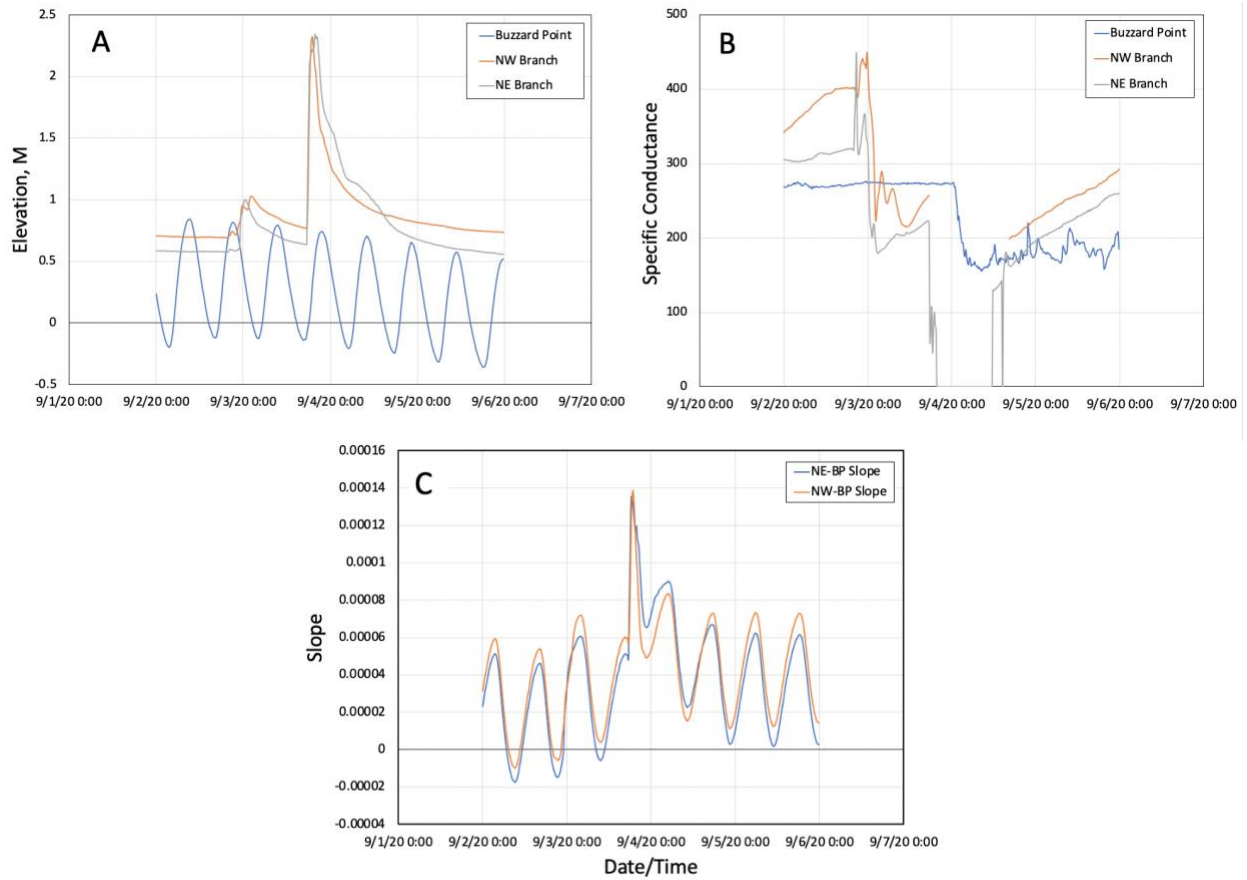 A
Buzzard Point
NW Branch
NE Branch
Elevation, M
2.5
2
1.5
1
0.5
0
-0.5
9/1/20 0:00 9/2/20 0:00 9/3/20 0:00 9/4/20 0:00 9/5/20 0:00 9/6/20 0:00 9/7/20 0:00
B
Buzzard Point
NW Branch
NE Branch
Specific Conductance
500
400
300
200
100
0
9/1/20 0:00 9/2/20 0:00 9/3/20 0:00 9/4/20 0:00 9/5/20 0:00 9/6/20 0:00 9/7/20 0:00
C
NE-BP Slope
NW-BP Slope
Slope
0.00016
0.00014
0.00012
0.0001
0.00008
0.00006
0.00004
0.00002
0
-0.00002
-0.00004
9/1/20 0:00 9/2/20 0:00 9/3/20 0:00 9/4/20 0:00 9/5/20 0:00 9/6/20 0:00 9/7/20 0:00
Date/Time